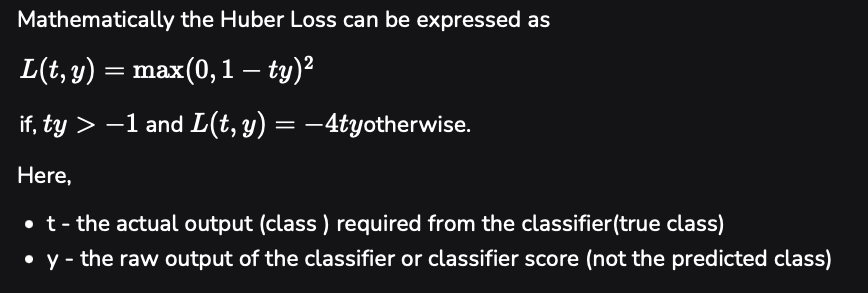 Mathematically the Huber Loss can be expressed as
L(t, y) = max(0, 1 − ty)²
if, ty > −1 and L(t, y) = −4tyotherwise.
Here,
• t - the actual output (class ) required from the classifier(true class)
• y - the raw output of the classifier or classifier score (not the predicted class)